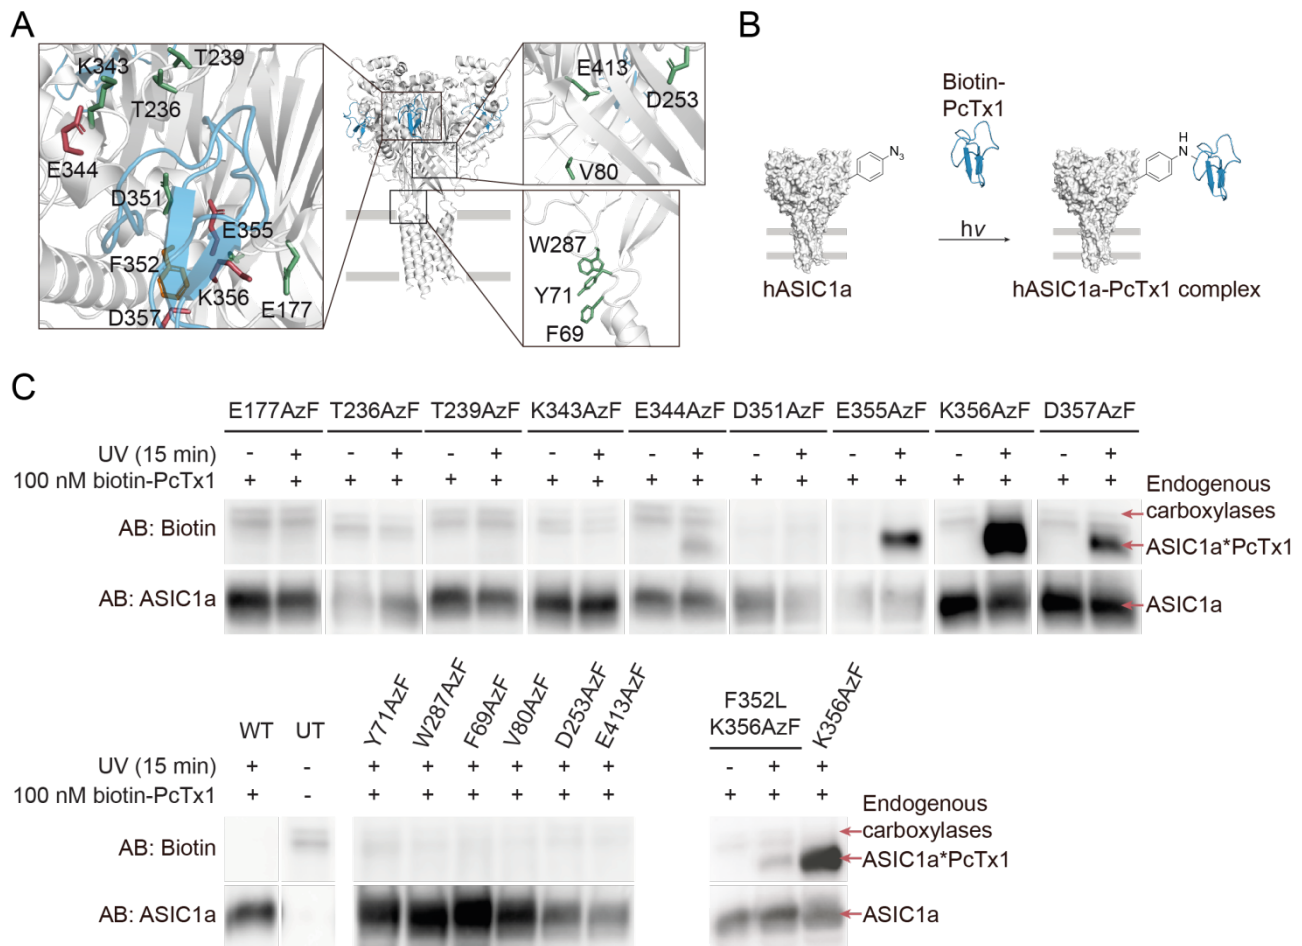 A
K343
T239
T236
E344
D351
E355
F352
K356
D357
E177
E413
D253
V80
W287
Y71
F69
B
Biotin-
PcTx1
N₃
H
N
hν
hASIC1a
hASIC1a-PcTx1 complex
C
E177AzF T236AzF T239AzF K343AzF E344AzF D351AzF E355AzF K356AzF D357AzF
UV (15 min) - + - + - + - + - + - + - + - + - +
100 nM biotin-PcTx1 + + + + + + + + + + + + + + + + + +
Endogenous
carboxylases
AB: Biotin
ASIC1a*PcTx1
AB: ASIC1a
ASIC1a
WT UT Y71AzF W287AzF F69AzF V80AzF D253AzF E413AzF
F352L
K356AzF
K356AzF
UV (15 min) + - + + + + + + - + +
100 nM biotin-PcTx1 + - + + + + + + + + +
Endogenous
carboxylases
AB: Biotin
ASIC1a*PcTx1
AB: ASIC1a
ASIC1a